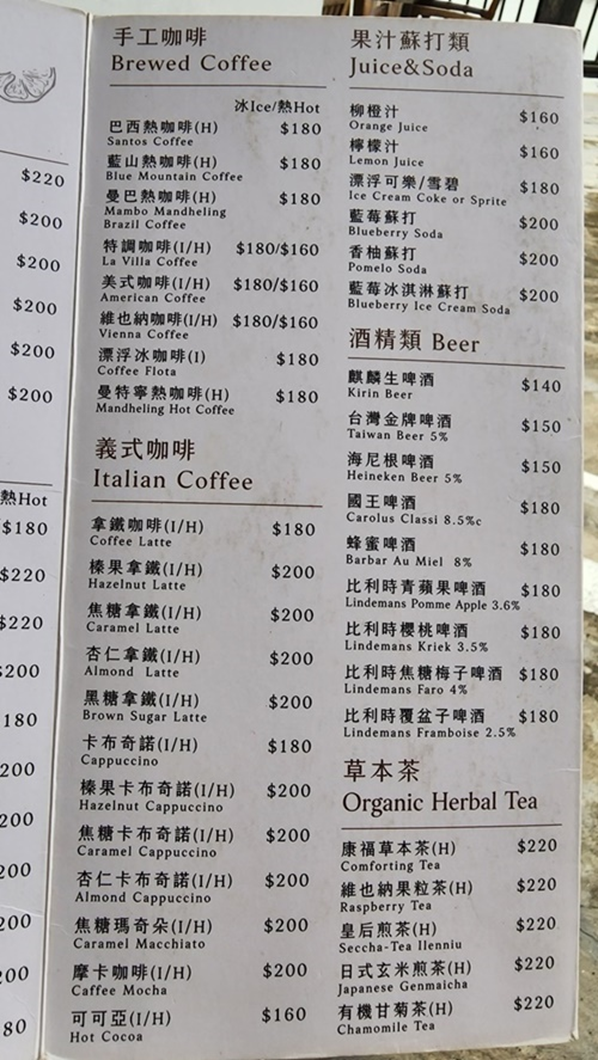 $220
$200
$200
$200
$200
$200
熱Hot
$180
$220
$220
$200
180
200
200
200
200
200
80
手工咖啡
Brewed Coffee
冰Ice/熱Hot
巴西熱咖啡(H) $180
Santos Coffee
藍山熱咖啡(H) $180
Blue Mountain Coffee
曼巴熱咖啡(H) $180
Mambo Mandheling
Brazil Coffee
特調咖啡(I/H) $180/$160
La Villa Coffee
美式咖啡(I/H) $180/$160
American Coffee
維也納咖啡(I/H) $180/$160
Vienna Coffee
漂浮冰咖啡(I) $180
Coffee Flota
曼特寧熱咖啡(H) $180
Mandheling Hot Coffee
義式咖啡
Italian Coffee
拿鐵咖啡(I/H) $180
Coffee Latte
榛果拿鐵(I/H) $200
Hazelnut Latte
焦糖拿鐵(I/H) $200
Caramel Latte
杏仁拿鐵(I/H) $200
Almond Latte
黑糖拿鐵(I/H) $200
Brown Sugar Latte
卡布奇諾(I/H) $180
Cappuccino
榛果卡布奇諾(I/H) $200
Hazelnut Cappuccino
焦糖卡布奇諾(I/H) $200
Caramel Cappuccino
杏仁卡布奇諾(I/H) $200
Almond Cappuccino
焦糖瑪奇朵(I/H) $200
Caramel Macchiato
摩卡咖啡(I/H) $200
Caffee Mocha
可可亞(I/H) $160
Hot Cocoa
果汁蘇打類
Juice&Soda
柳橙汁 $160
Orange Juice
檸檬汁 $160
Lemon Juice
漂浮可樂/雪碧 $180
Ice Cream Coke or Sprite
藍莓蘇打 $200
Blueberry Soda
香柚蘇打 $200
Pomelo Soda
藍莓冰淇淋蘇打 $200
Blueberry Ice Cream Soda
酒精類 Beer
麒麟生啤酒 $140
Kirin Beer
台灣金牌啤酒 $150
Taiwan Beer 5%
海尼根啤酒 $150
Heineken Beer 5%
國王啤酒 $180
Carolus Classi 8.5%c
蜂蜜啤酒 $180
Barbar Au Miel 8%
比利時青蘋果啤酒 $180
Lindemans Pomme Apple 3.6%
比利時櫻桃啤酒 $180
Lindemans Kriek 3.5%
比利時焦糖梅子啤酒 $180
Lindemans Faro 4%
比利時覆盆子啤酒 $180
Lindemans Framboise 2.5%
草本茶
Organic Herbal Tea
康福草本茶(H) $220
Comforting Tea
維也納果粒茶(H) $220
Raspberry Tea
皇后煎茶(H) $220
Seccha-Tea Ilenniu
日式玄米煎茶(H) $220
Japanese Genmaicha
有機甘菊茶(H) $220
Chamomile Tea